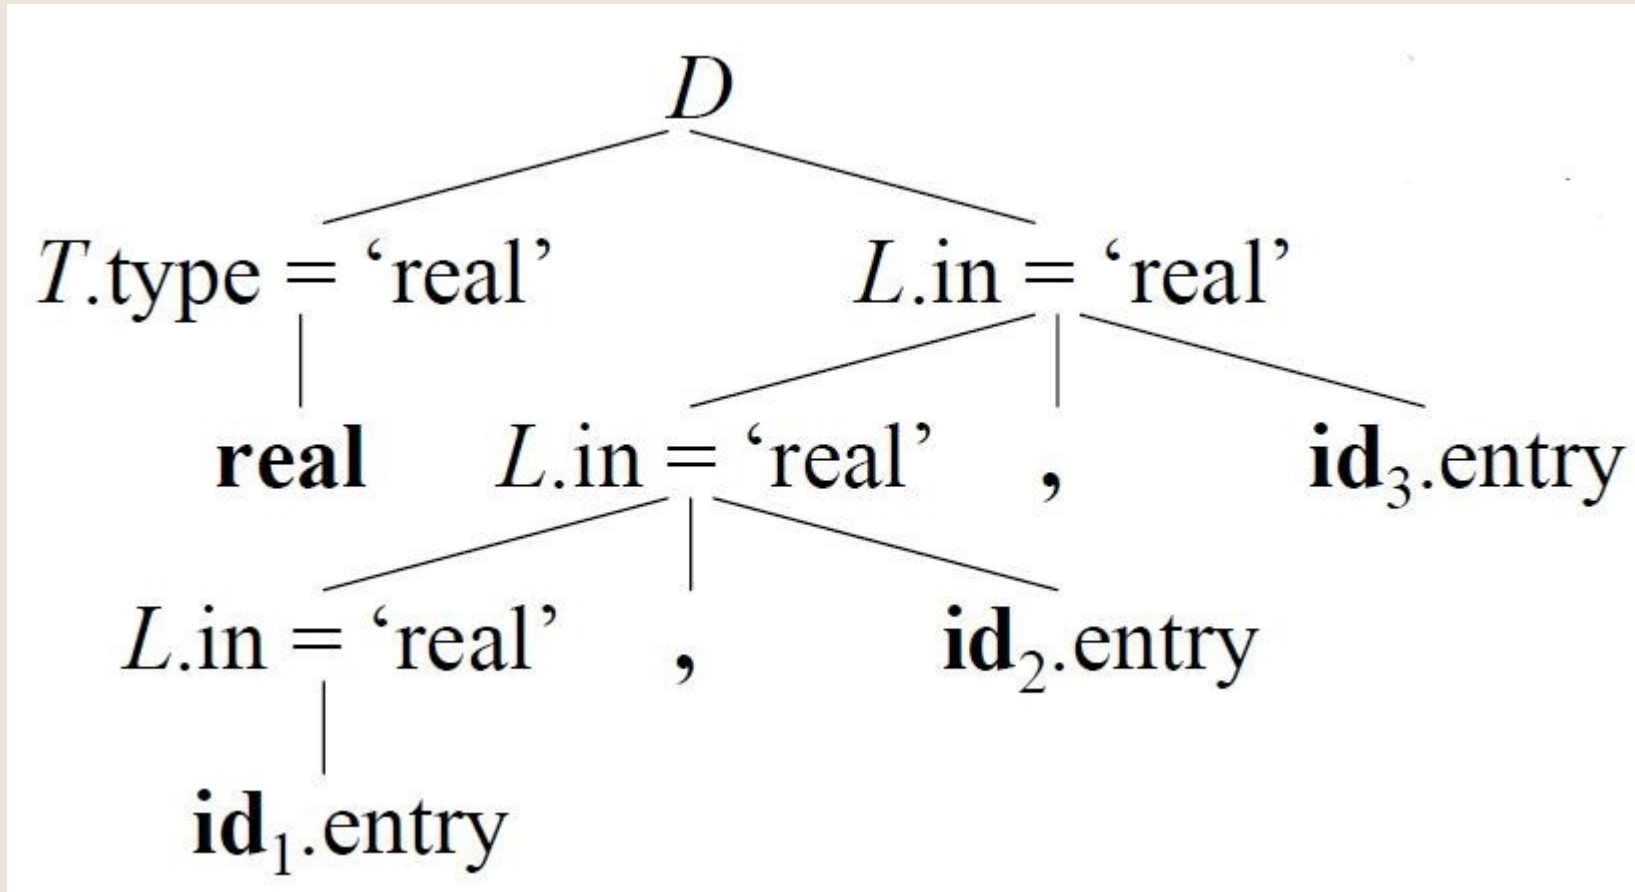 D
T.type = ‘real’ L.in = ‘real’
real L.in = ‘real’ , id₃.entry
L.in = ‘real’ , id₂.entry
id₁.entry